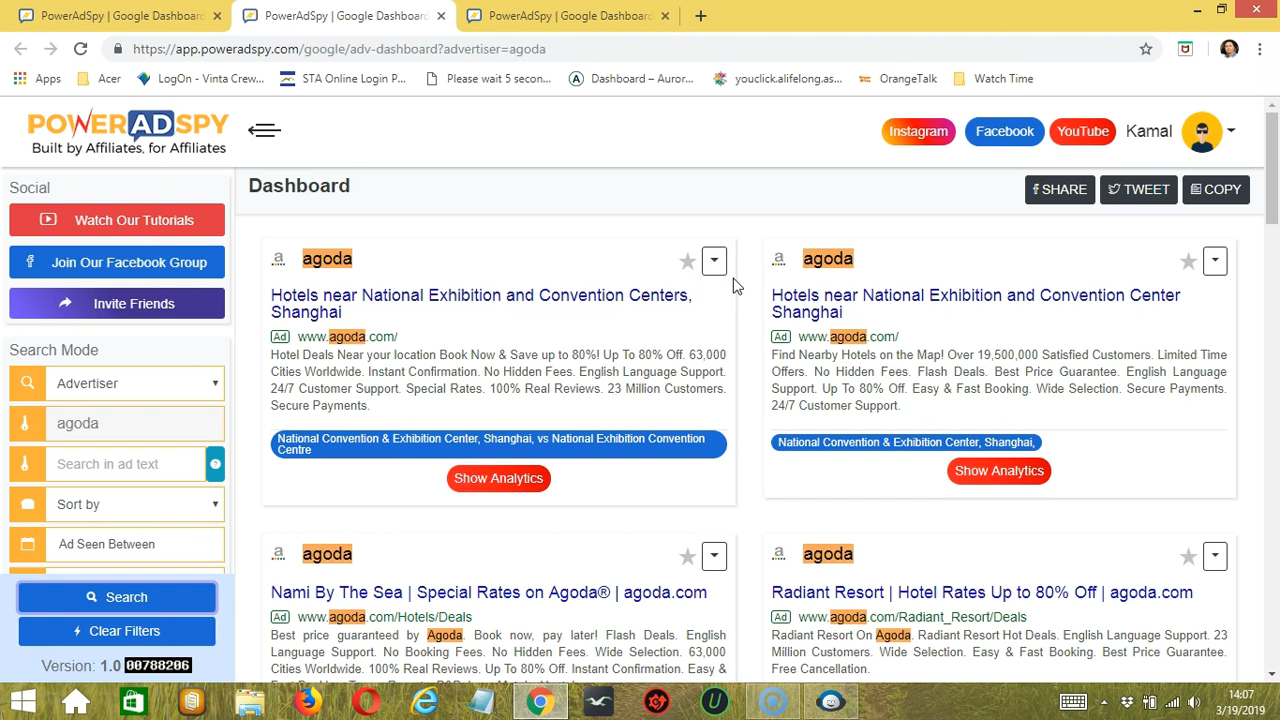 PowerAdSpy | Google Dashboard
PowerAdSpy | Google Dashboard
PowerAdSpy | Google Dashboard
https://app.poweradspy.com/google/adv-dashboard?advertiser=agoda
Apps
Acer
LogOn - Vinta Crew...
STA Online Login P...
Please wait 5 secon...
Dashboard – Auror...
youclick.alifelong.as...
OrangeTalk
Watch Time
POWERADSPY
Built by Affiliates, for Affiliates
Instagram
Facebook
YouTube
Kamal
Social
Watch Our Tutorials
Join Our Facebook Group
Invite Friends
Search Mode
Advertiser
agoda
Search in ad text
Sort by
Ad Seen Between
Search
Clear Filters
Version: 1.0 00788206
Dashboard
SHARE
TWEET
COPY
agoda
Hotels near National Exhibition and Convention Centers,
Shanghai
Ad www.agoda.com/
Hotel Deals Near your location Book Now & Save up to 80%! Up To 80% Off. 63,000
Cities Worldwide. Instant Confirmation. No Hidden Fees. English Language Support.
24/7 Customer Support. Special Rates. 100% Real Reviews. 23 Million Customers.
Secure Payments.
National Convention & Exhibition Center, Shanghai, vs National Exhibition Convention
Centre
Show Analytics
agoda
Hotels near National Exhibition and Convention Center
Shanghai
Ad www.agoda.com/
Find Nearby Hotels on the Map! Over 19,500,000 Satisfied Customers. Limited Time
Offers. No Hidden Fees. Flash Deals. Best Price Guarantee. English Language
Support. Up To 80% Off. Easy & Fast Booking. Wide Selection. Secure Payments.
24/7 Customer Support.
National Convention & Exhibition Center, Shanghai,
Show Analytics
agoda
Nami By The Sea | Special Rates on Agoda® | agoda.com
Ad www.agoda.com/Hotels/Deals
Best price guaranteed by Agoda. Book now, pay later! Flash Deals. English
Language Support. No Booking Fees. No Hidden Fees. Wide Selection. 63,000
Cities Worldwide. 100% Real Reviews. Up To 80% Off. Instant Confirmation. Easy &
agoda
Radiant Resort | Hotel Rates Up to 80% Off | agoda.com
Ad www.agoda.com/Radiant_Resort/Deals
Radiant Resort On Agoda. Radiant Resort Hot Deals. English Language Support. 23
Million Customers. Wide Selection. Easy & Fast Booking. Best Price Guarantee.
Free Cancellation.
14:07
3/19/2019